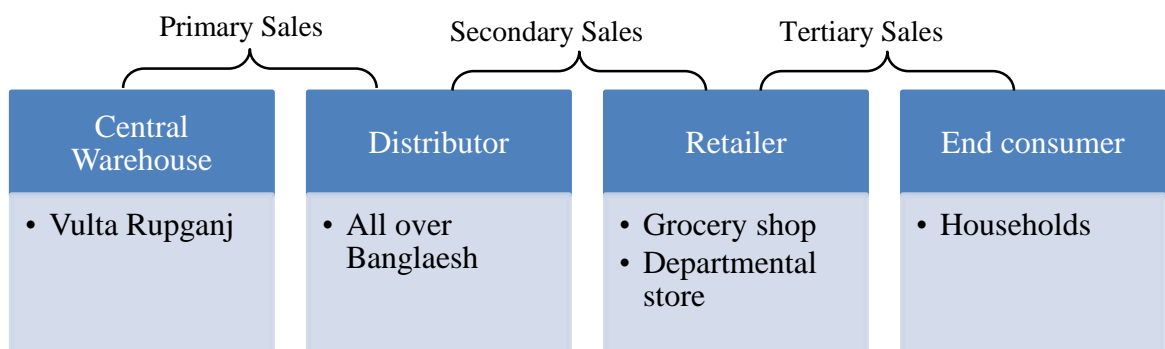 Primary Sales
Secondary Sales
Tertiary Sales
Central
Warehouse
Distributor
Retailer
End consumer
• Vulta Rupganj
• All over
Banglaesh
• Grocery shop
• Departmental
store
• Households